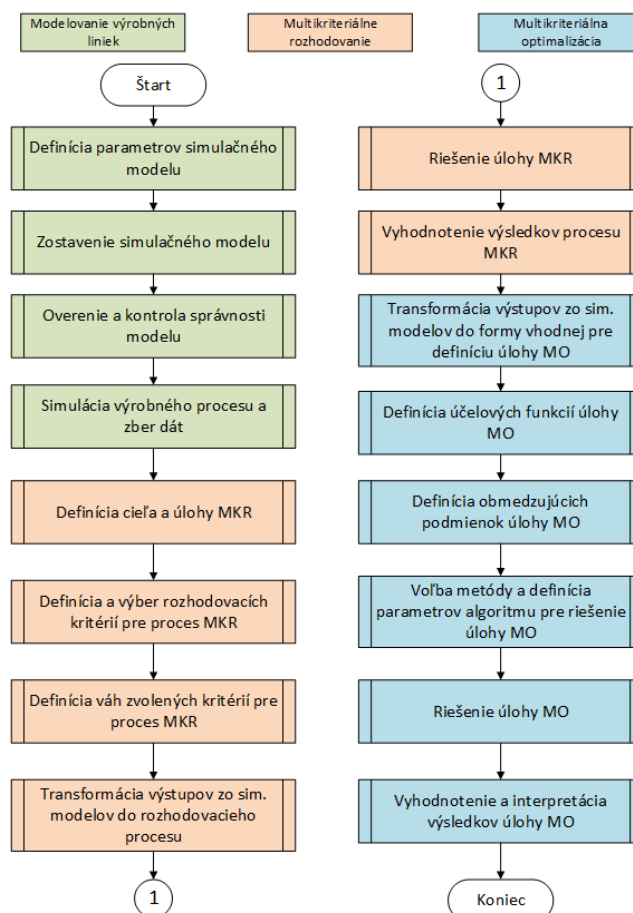 Modelovanie výrobných
liniek
Multikriteriálne
rozhodovanie
Multikriteriálna
optimalizácia
Štart
Definícia parametrov simulačného
modelu
Zostavenie simulačného modelu
Overenie a kontrola správnosti
modelu
Simulácia výrobného procesu a
zber dát
Definícia cieľa a úlohy MKR
Definícia a výber rozhodovacích
kritérií pre proces MKR
Definícia váh zvolených kritérií pre
proces MKR
Transformácia výstupov zo sim.
modelov do rozhodovacieho
procesu
1
1
Riešenie úlohy MKR
Vyhodnotenie výsledkov procesu
MKR
Transformácia výstupov zo sim.
modelov do formy vhodnej pre
definíciu úlohy MO
Definícia účelových funkcií úlohy
MO
Definícia obmedzujúcich
podmienok úlohy MO
Voľba metódy a definícia
parametrov algoritmu pre riešenie
úlohy MO
Riešenie úlohy MO
Vyhodnotenie a interpretácia
výsledkov úlohy MO
Koniec